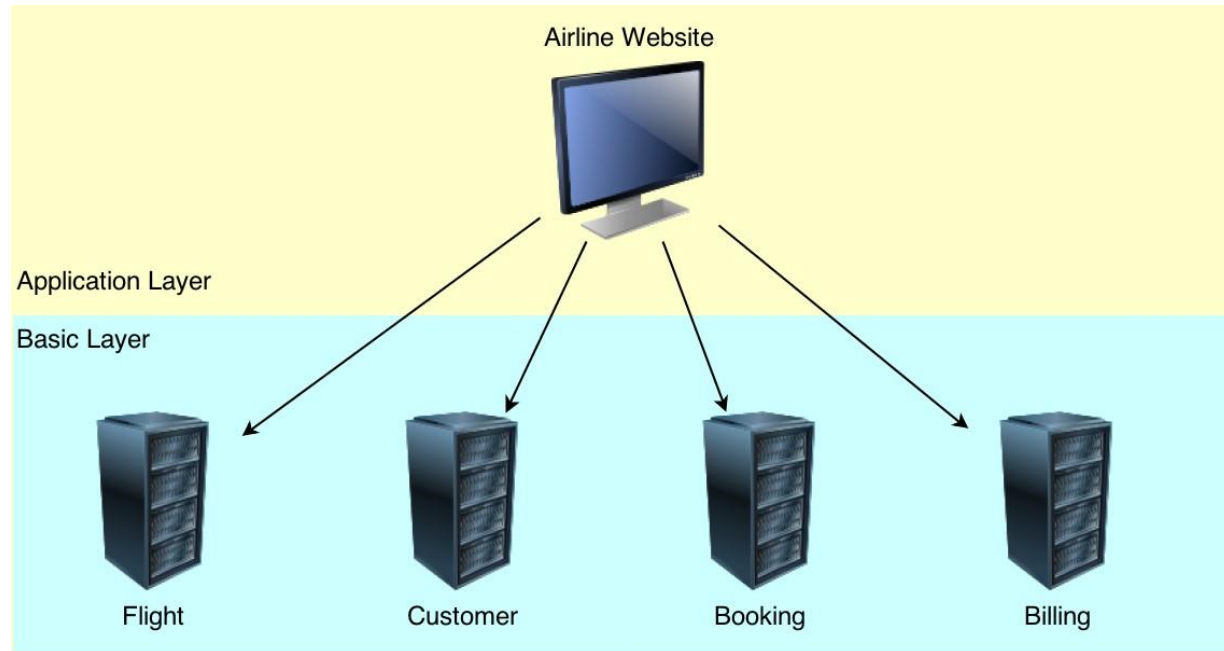 Airline Website
Application Layer
Basic Layer
Flight
Customer
Booking
Billing